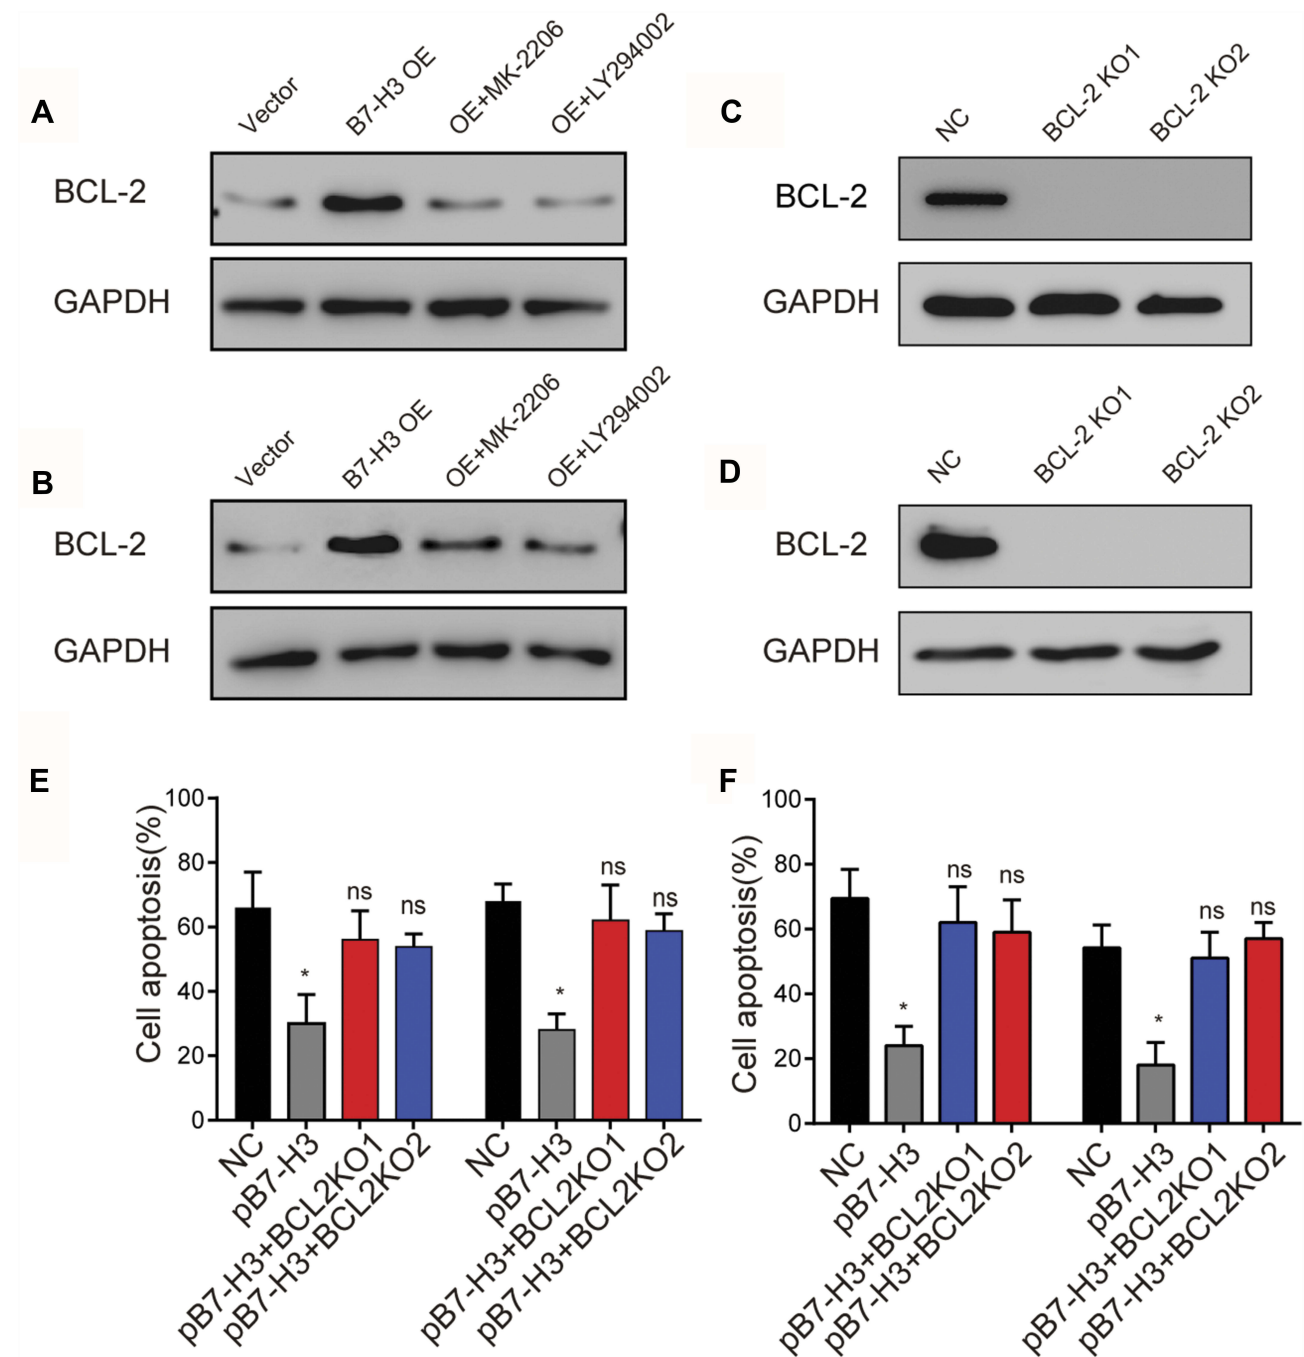 A
Vector
B7-H3 OE
OE+MK-2206
OE+LY294002
BCL-2
GAPDH
C
NC
BCL-2 KO1
BCL-2 KO2
BCL-2
GAPDH
B
Vector
B7-H3 OE
OE+MK-2206
OE+LY294002
BCL-2
GAPDH
D
NC
BCL-2 KO1
BCL-2 KO2
BCL-2
GAPDH
E
Cell apoptosis(%)
100
80
60
40
20
0
*
ns
ns
*
ns
ns
NC
pB7-H3
pB7-H3+BCL2KO1
pB7-H3+BCL2KO2
NC
pB7-H3
pB7-H3+BCL2KO1
pB7-H3+BCL2KO2
F
Cell apoptosis(%)
100
80
60
40
20
0
*
ns
ns
*
ns
ns
NC
pB7-H3
pB7-H3+BCL2KO1
pB7-H3+BCL2KO2
NC
pB7-H3
pB7-H3+BCL2KO1
pB7-H3+BCL2KO2